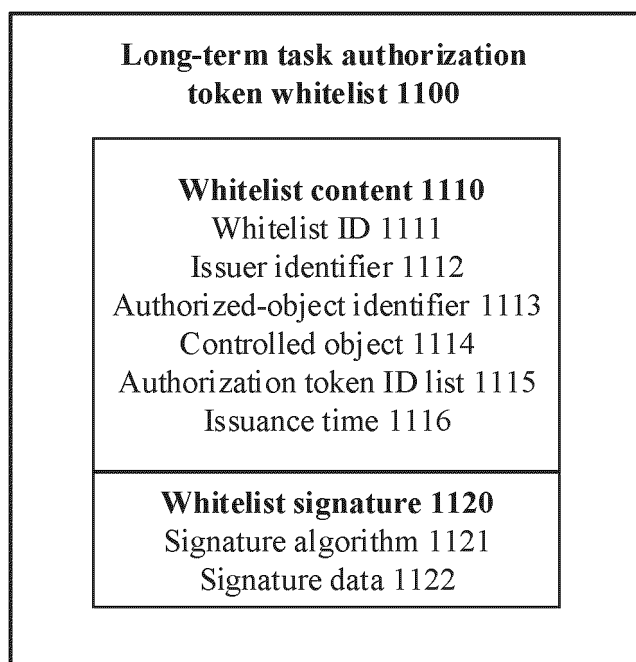 Long-term task authorization
token whitelist 1100
Whitelist content 1110
Whitelist ID 1111
Issuer identifier 1112
Authorized-object identifier 1113
Controlled object 1114
Authorization token ID list 1115
Issuance time 1116
Whitelist signature 1120
Signature algorithm 1121
Signature data 1122